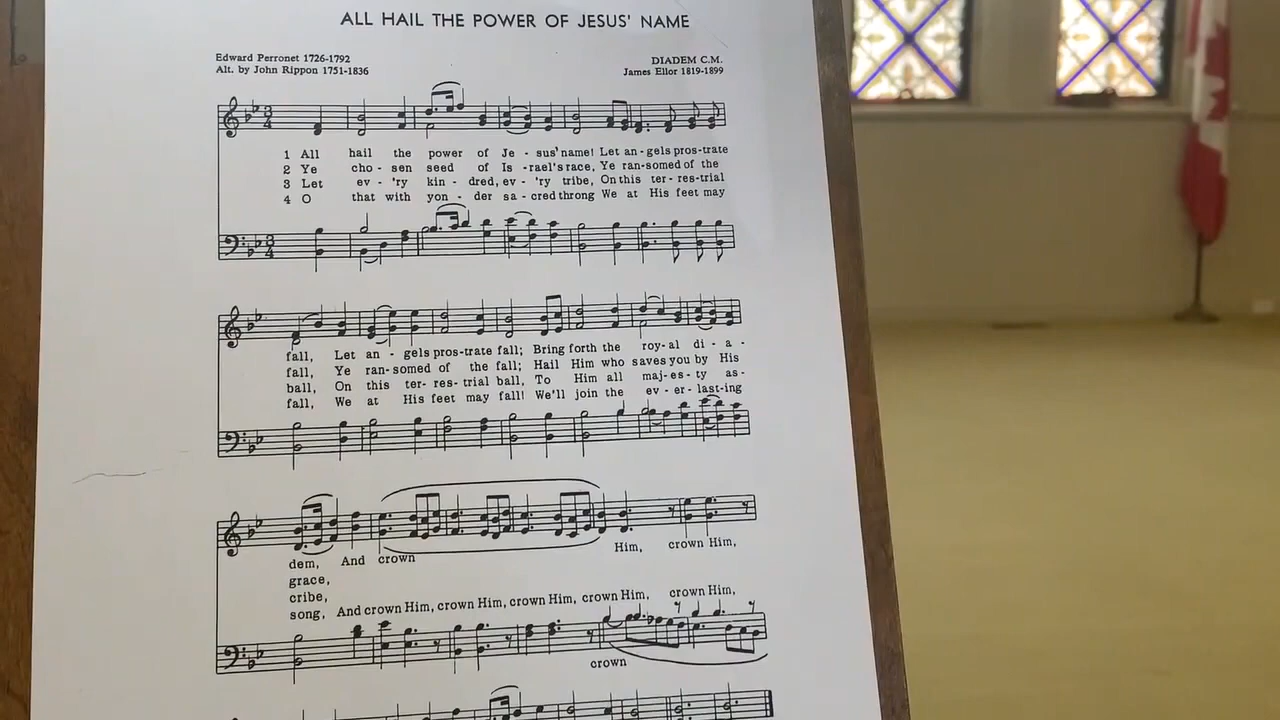 ALL HAIL THE POWER OF JESUS' NAME
Edward Perronet 1726-1792
Alt. by John Rippon 1751-1836
DIADEM C.M.
James Ellor 1819-1899
1 All hail the power of Je - sus' name! Let an - gels pros - trate
2 Ye cho - sen seed of Is - rael's race, Ye ran - somed of the
3 Let ev - 'ry kin - dred, ev - 'ry tribe, On this ter - res - trial
4 O that with yon - der sa - cred throng We at His feet may
fall, Let an - gels pros - trate fall; Bring forth the roy - al di - a -
fall, Ye ran - somed of the fall; Hail Him who saves you by His
ball, On this ter - res - trial ball, To Him all maj - es - ty as -
fall, We at His feet may fall! We'll join the ev - er - last - ing
dem, And crown Him, crown Him,
grace,
cribe,
song, And crown Him, crown Him, crown Him, crown Him, crown Him,
crown